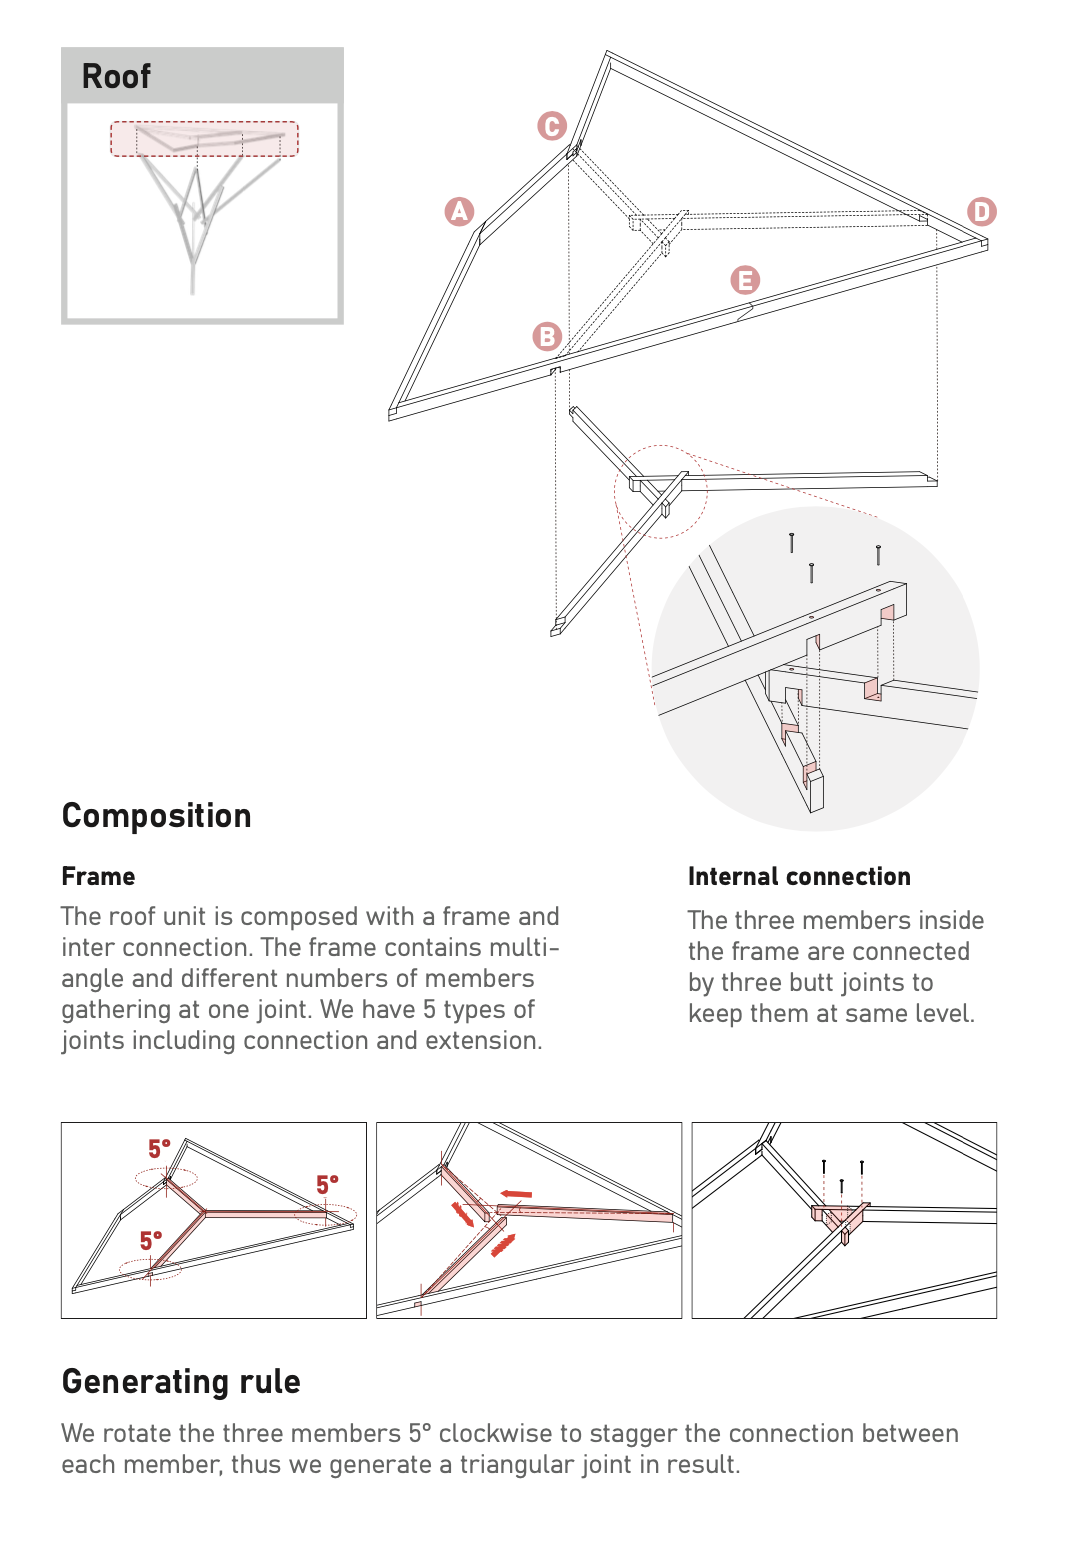 Roof
C
A
D
E
B
Composition
Frame
The roof unit is composed with a frame and
inter connection. The frame contains multi-
angle and different numbers of members
gathering at one joint. We have 5 types of
joints including connection and extension.
Internal connection
The three members inside
the frame are connected
by three butt joints to
keep them at same level.
5°
5°
5°
Generating rule
We rotate the three members 5° clockwise to stagger the connection between
each member, thus we generate a triangular joint in result.